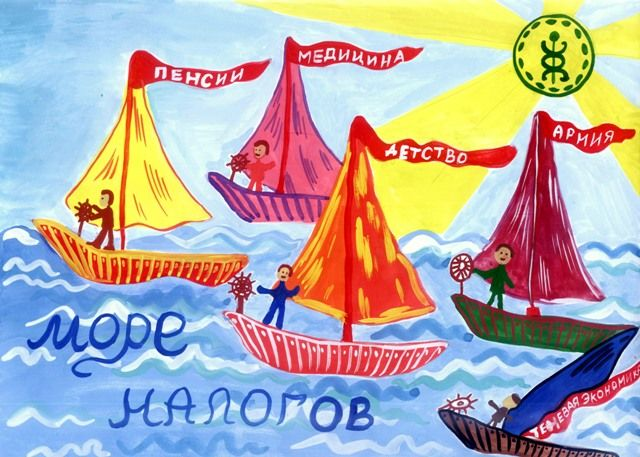 ПЕНСИИ
МЕДИЦИНА
ДЕТСТВО
АРМИЯ
МОРЕ
НАЛОГОВ
ТЕНЕВАЯ ЭКОНОМИКА